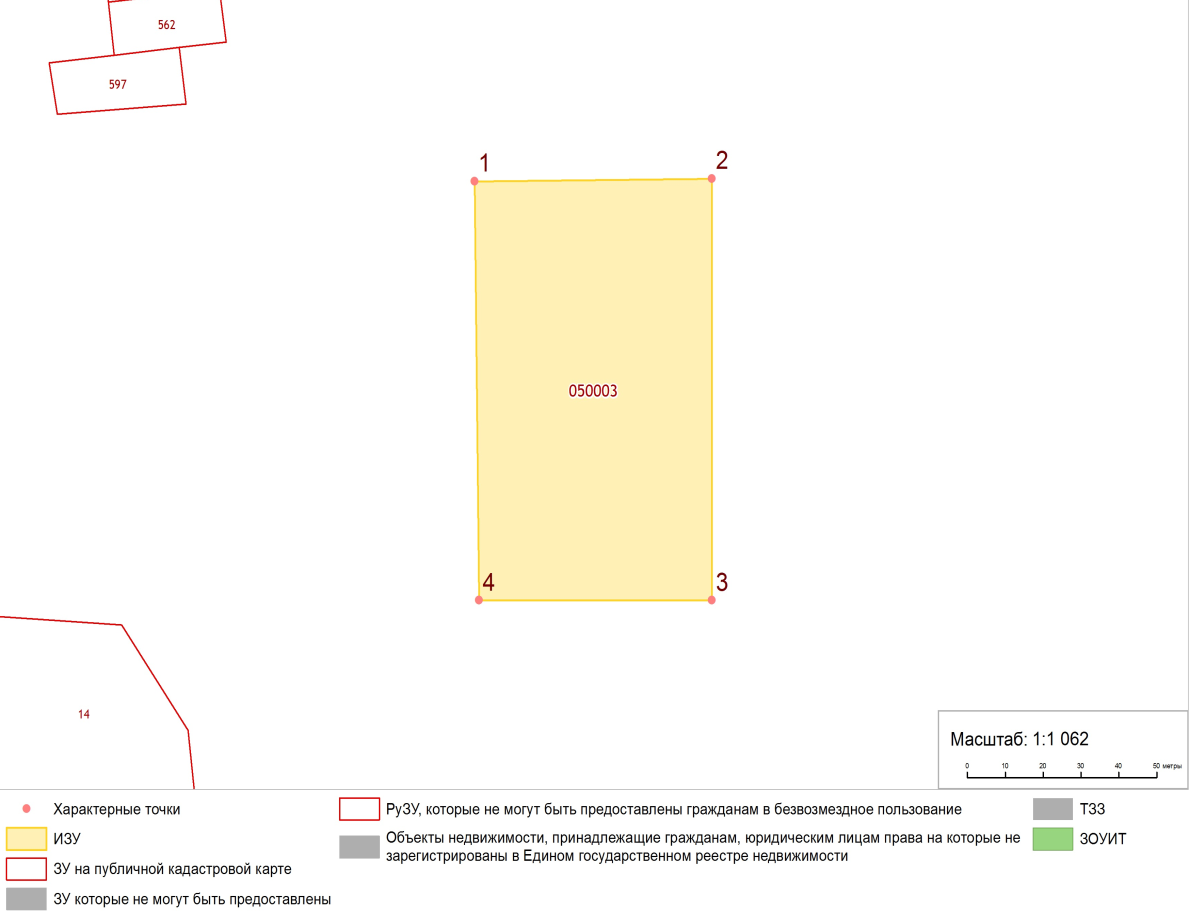 562
597
1
2
050003
4
3
14
Масштаб: 1:1 062
0 10 20 30 40 50 метры
Характерные точки
ИЗУ
ЗУ на публичной кадастровой карте
ЗУ которые не могут быть предоставлены
РуЗУ, которые не могут быть предоставлены гражданам в безвозмездное пользование
Объекты недвижимости, принадлежащие гражданам, юридическим лицам права на которые не
зарегистрированы в Едином государственном реестре недвижимости
ТЗЗ
ЗОУИТ